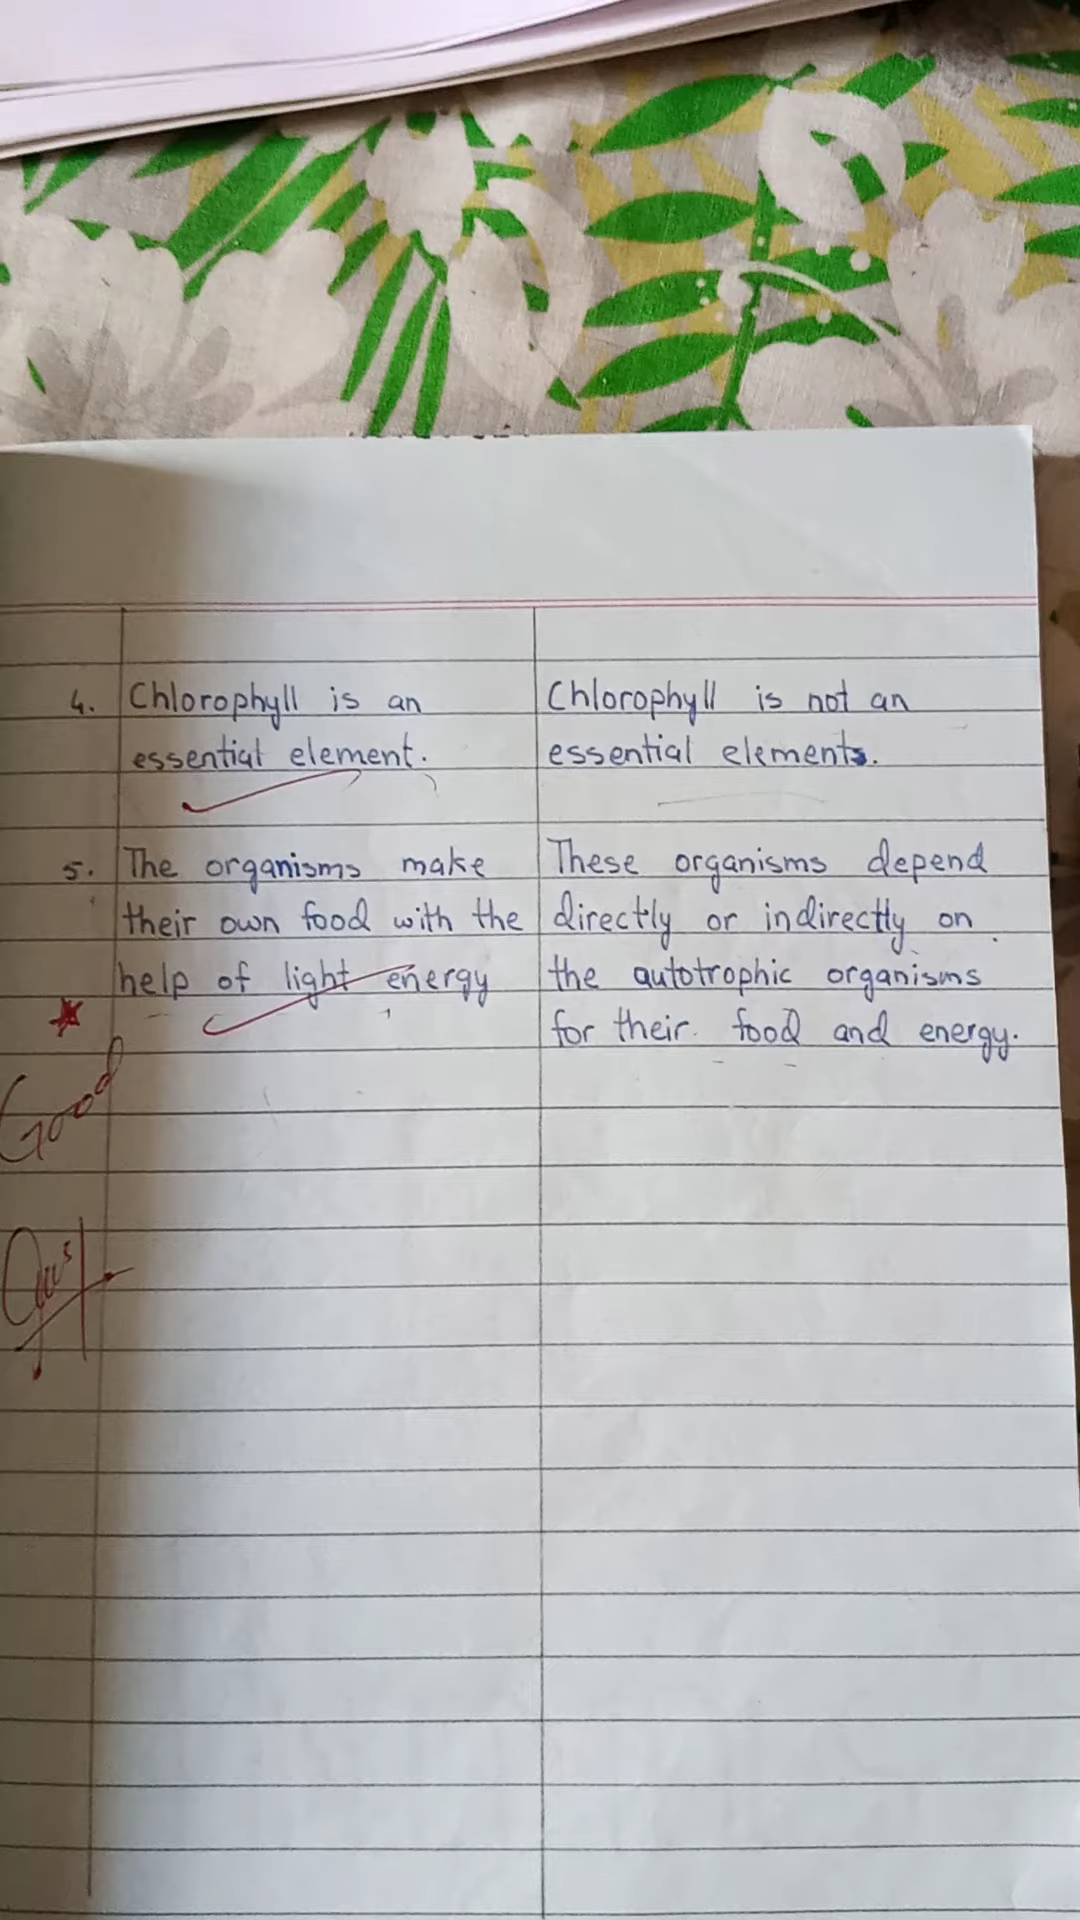 4. Chlorophyll is an
essential element.
Chlorophyll is not an
essential elements.
5. The organisms make
their own food with the
help of light energy
These organisms depend
directly or indirectly on
the autotrophic organisms
for their food and energy.
Good